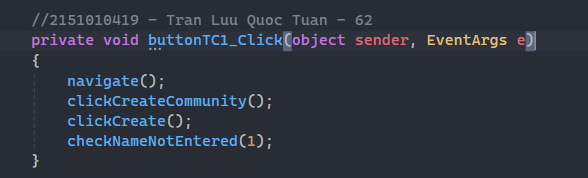 //2151010419 - Tran Luu Quoc Tuan - 62
private void buttonTC1_Click(object sender, EventArgs e)
{
navigate();
clickCreateCommunity();
clickCreate();
checkNameNotEntered(1);
}